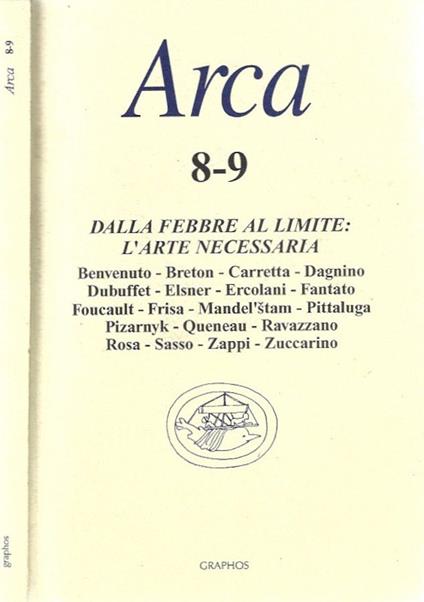 Arca 8-9
graphos
Arca
8-9
DALLA FEBBRE AL LIMITE:
L'ARTE NECESSARIA
Benvenuto - Breton - Carretta - Dagnino
Dubuffet - Elsner - Ercolani - Fantato
Foucault - Frisa - Mandel'štam - Pittaluga
Pizarnyk - Queneau - Ravazzano
Rosa - Sasso - Zappi - Zuccarino
GRAPHOS